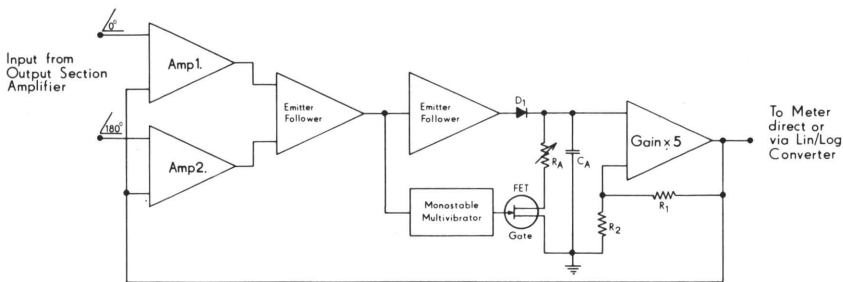 0°
Input from
Output Section
Amplifier
Amp1.
180°
Amp2.
Emitter
Follower
Emitter
Follower
D1
RA
CA
Gain × 5
To Meter
direct or
via Lin/Log
Converter
Monostable
Multivibrator
FET
Gate
R1
R2